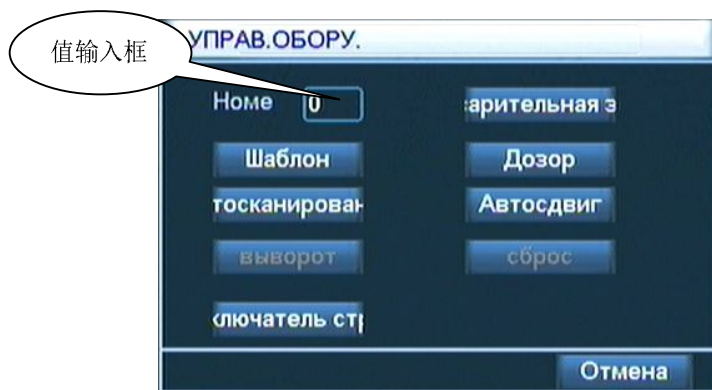 值输入框
УПРАВ.ОБОРУ.
Номе 0
арительная з
Шаблон
Дозор
тосканирован
Автосдвиг
выворот
сброс
ключатель стр
Отмена